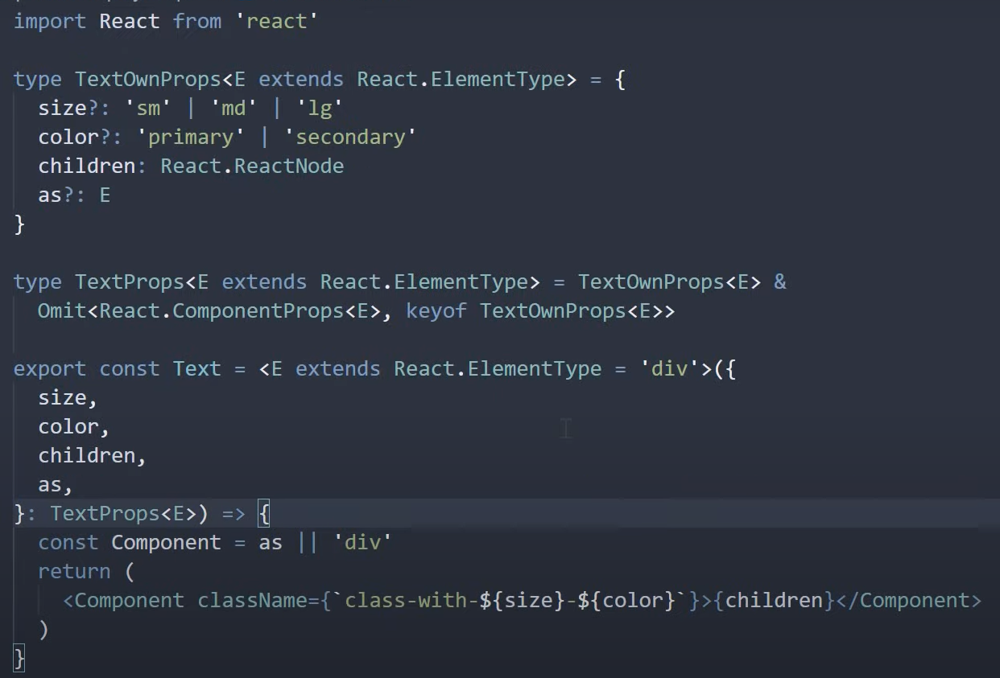 import React from 'react'
type TextOwnProps<E extends React.ElementType> = {
size?: 'sm' | 'md' | 'lg'
color?: 'primary' | 'secondary'
children: React.ReactNode
as?: E
}
type TextProps<E extends React.ElementType> = TextOwnProps<E> &
Omit<React.ComponentProps<E>, keyof TextOwnProps<E>>
export const Text = <E extends React.ElementType = 'div'>({
size,
color,
children,
as,
}: TextProps<E>) => {
const Component = as || 'div'
return (
<Component className={`class-with-${size}-${color}`}>{children}</Component>
)
}